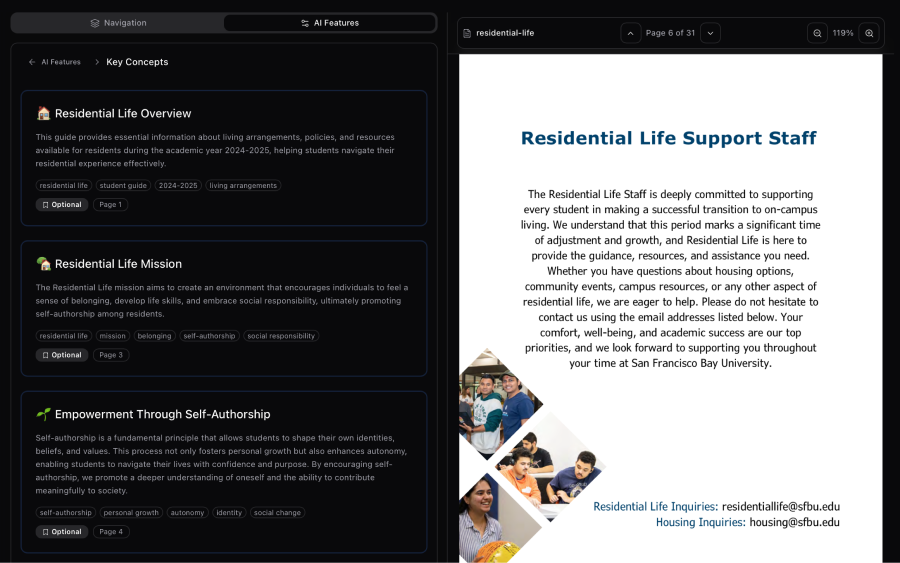 Navigation
AI Features
AI Features
Key Concepts
Residential Life Overview
This guide provides essential information about living arrangements, policies, and resources
available for residents during the academic year 2024-2025, helping students navigate their
residential experience effectively.
residential life
student guide
2024-2025
living arrangements
Optional
Page 1
Residential Life Mission
The Residential Life mission aims to create an environment that encourages individuals to feel a
sense of belonging, develop life skills, and embrace social responsibility, ultimately promoting
self-authorship among residents.
residential life
mission
belonging
self-authorship
social responsibility
Optional
Page 3
Empowerment Through Self-Authorship
Self-authorship is a fundamental principle that allows students to shape their own identities,
beliefs, and values. This process not only fosters personal growth but also enhances autonomy,
enabling students to navigate their lives with confidence and purpose. By encouraging self-
authorship, we promote a deeper understanding of oneself and the ability to contribute
meaningfully to society.
self-authorship
personal growth
autonomy
identity
social change
Optional
Page 4
residential-life
Page 6 of 31
119%
Residential Life Support Staff
The Residential Life Staff is deeply committed to supporting
every student in making a successful transition to on-campus
living. We understand that this period marks a significant time
of adjustment and growth, and Residential Life is here to
provide the guidance, resources, and assistance you need.
Whether you have questions about housing options,
community events, campus resources, or any other aspect of
residential life, we are eager to help. Please do not hesitate to
contact us using the email addresses listed below. Your
comfort, well-being, and academic success are our top
priorities, and we look forward to supporting you throughout
your time at San Francisco Bay University.
Residential Life Inquiries: residentiallife@sfbu.edu
Housing Inquiries: housing@sfbu.edu